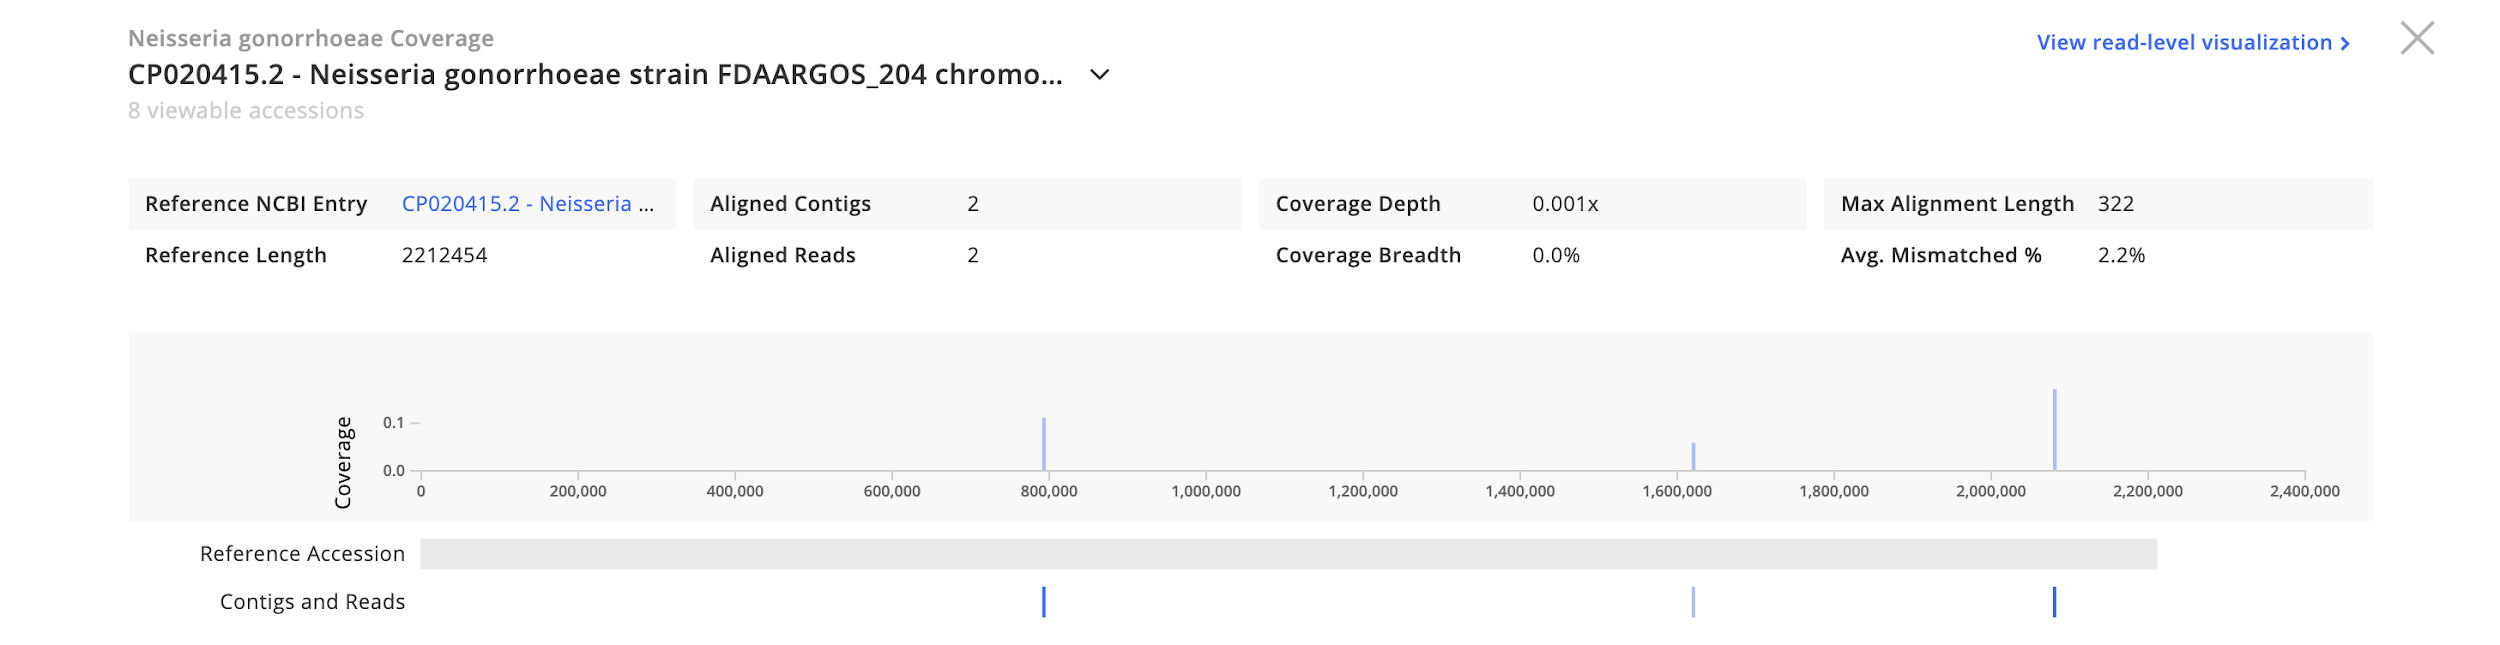 Neisseria gonorrhoeae Coverage
View read-level visualization
CP020415.2 - Neisseria gonorrhoeae strain FDAARGOS_204 chromo...
8 viewable accessions
Reference NCBI Entry CP020415.2 - Neisseria ... Aligned Contigs 2 Coverage Depth 0.001x Max Alignment Length 322
Reference Length 2212454 Aligned Reads 2 Coverage Breadth 0.0% Avg. Mismatched % 2.2%
Coverage
0.1
0.0
0 200,000 400,000 600,000 800,000 1,000,000 1,200,000 1,400,000 1,600,000 1,800,000 2,000,000 2,200,000 2,400,000
Reference Accession
Contigs and Reads